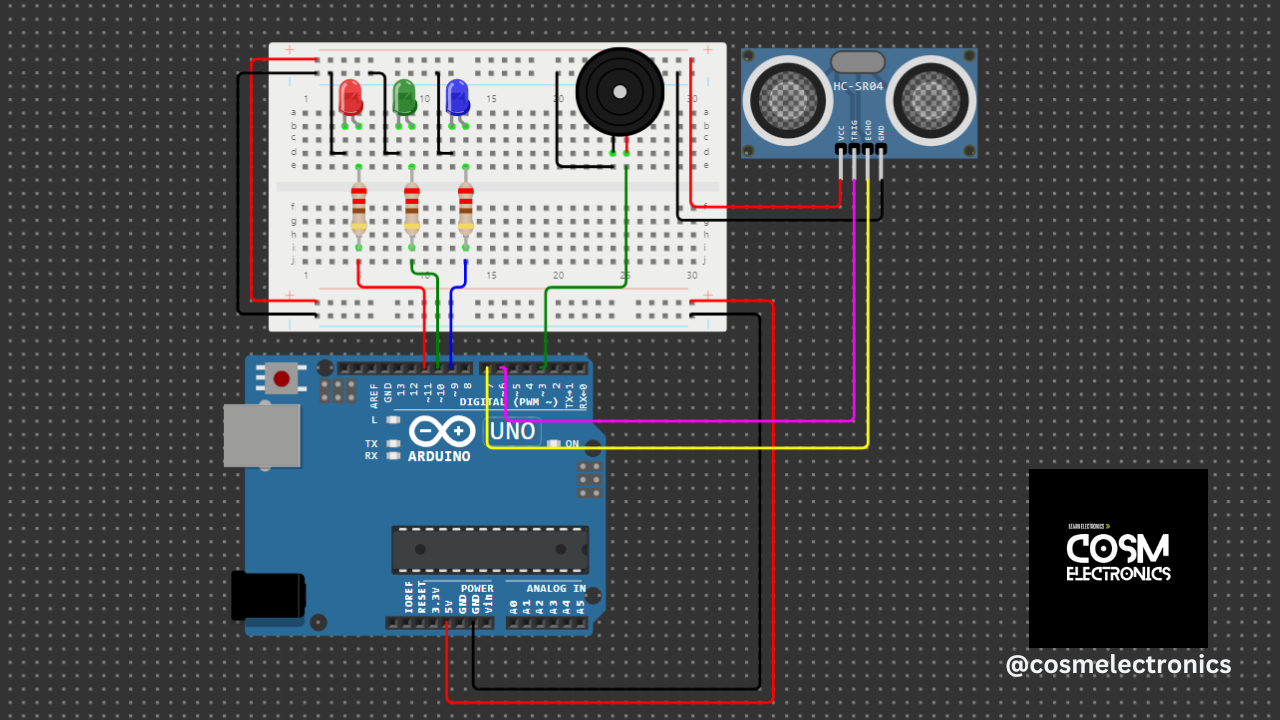 + +
1 10 15 20 30
a a
b b
c c
d d
e e
f f
g g
h h
i i
j j
1 10 15 20 25 30
+ +
HC-SR04
VCC TRIG ECHO GND
AREF GND 13 12 ~11 ~10 ~9 8 7 ~6 ~5 4 ~3 2 TX→1 RX←0
DIGITAL (PWM ~)
L
TX
RX
UNO
ON
ARDUINO
POWER
ANALOG IN
IOREF RESET 3.3V 5V GND GND Vin A0 A1 A2 A3 A4 A5
LEARN ELECTRONICS
COSM
ELECTRONICS
@cosmelectronics